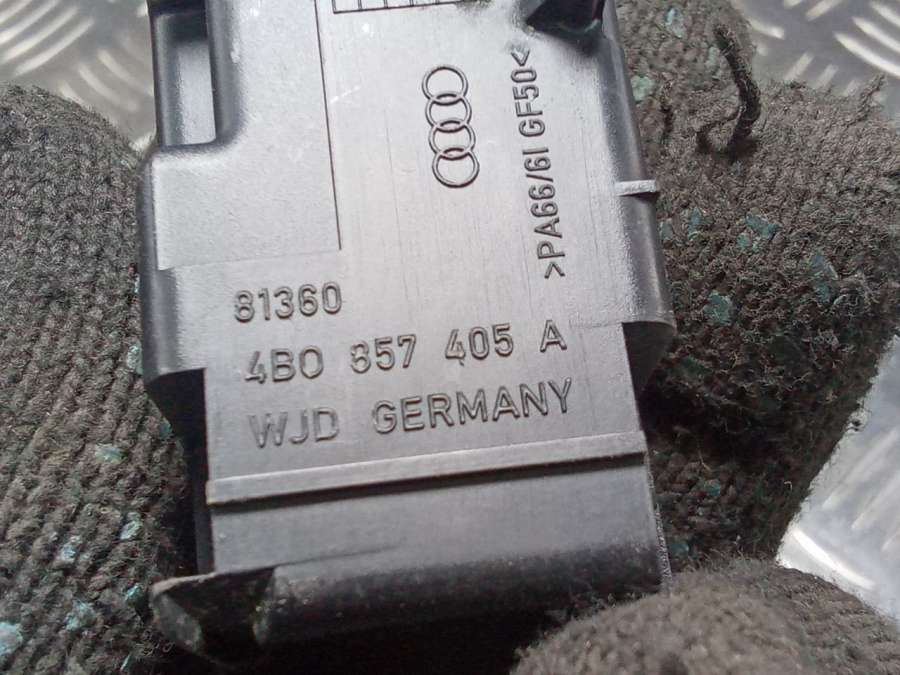 >PA66/6I GF50<
81360
4B0 857 405 A
WJD GERMANY